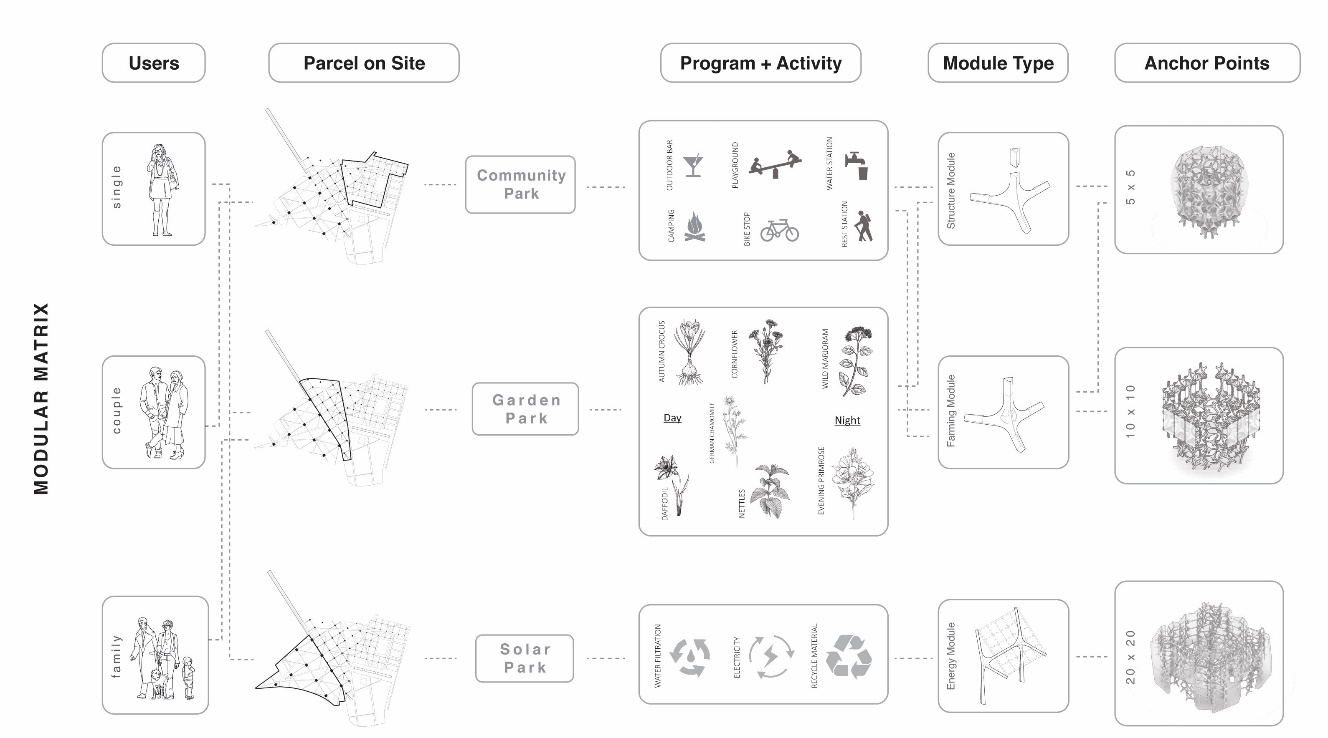 MODULAR MATRIX
Users
Parcel on Site
Program + Activity
Module Type
Anchor Points
single
Community
Park
OUTDOOR BAR
PLAYGROUND
WATER STATION
CAMPING
BIKE STOP
REST STATION
Structure Module
5 x 5
couple
Garden
Park
AUTUMN CROCUS
CORNFLOWER
WILD MARJORAM
Day
GERMAN CHAMOMILE
Night
DAFFODIL
NETTLES
EVENING PRIMROSE
Farming Module
10 x 10
family
Solar
Park
WATER FILTRATION
ELECTRICITY
RECYCLE MATERIAL
Energy Module
20 x 20